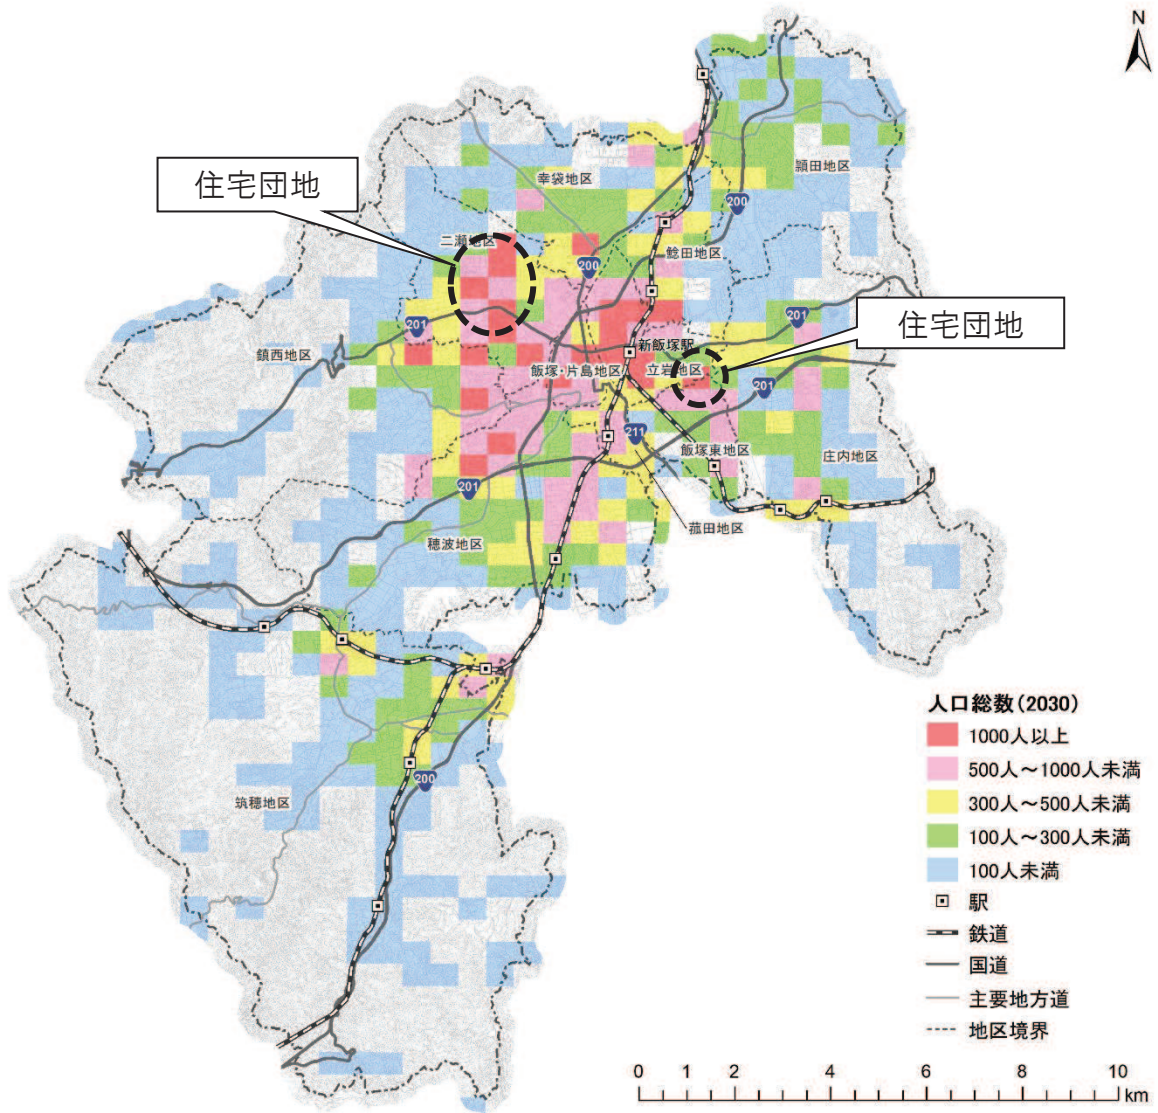 N
住宅団地
幸袋地区
頴田地区
200
二瀬地区
鯰田地区
200
住宅団地
201
201
新飯塚駅
鎮西地区
飯塚・片島地区
立岩地区
201
211
飯塚東地区
庄内地区
201
菰田地区
穂波地区
人口総数(2030)
1000人以上
500人～1000人未満
300人～500人未満
100人～300人未満
100人未満
駅
鉄道
国道
主要地方道
地区境界
200
筑穂地区
0 1 2 4 6 8 10
km